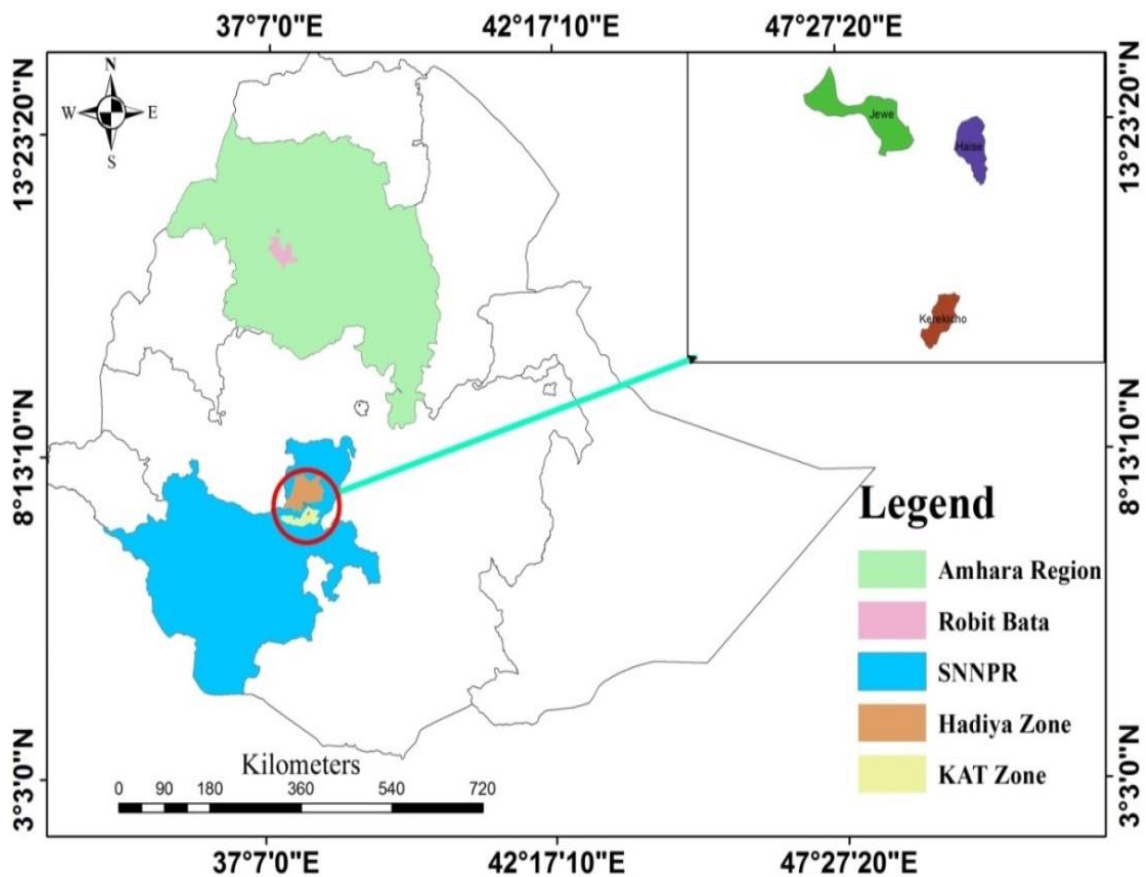 37°7'0"E 42°17'10"E 47°27'20"E
N
W E
S
13°23'20"N
13°23'20"N
Jewe
Haise
Kerekicho
8°13'10"N
8°13'10"N
Legend
Amhara Region
Robit Bata
SNNPR
Hadiya Zone
KAT Zone
Kilometers
0 90 180 360 540 720
3°3'0"N
3°3'0"N
37°7'0"E 42°17'10"E 47°27'20"E